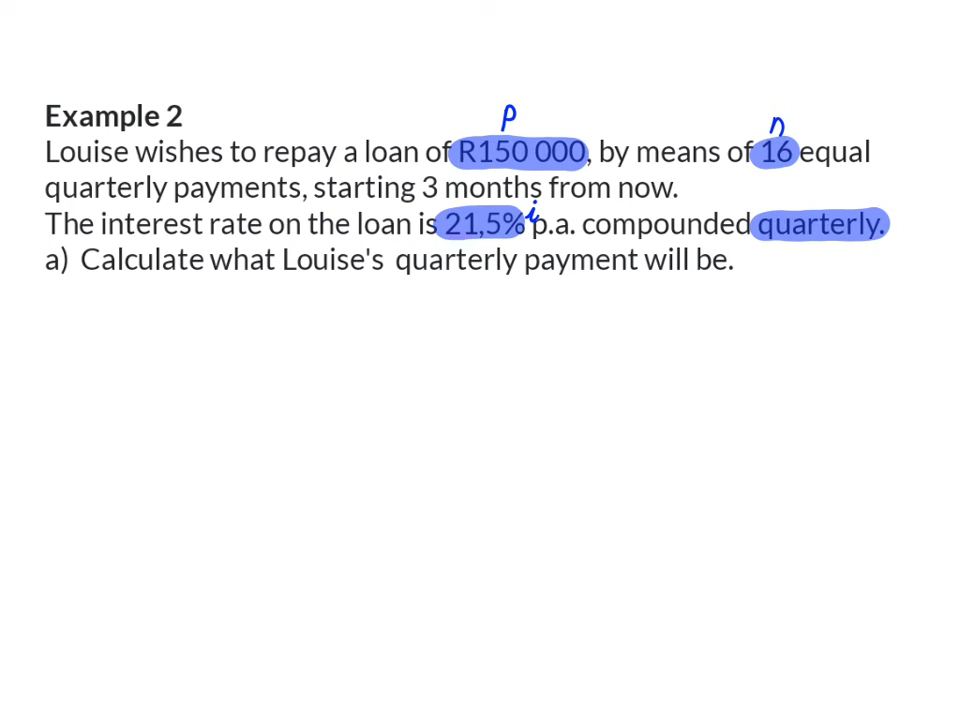 Example 2
p
n
Louise wishes to repay a loan of R150 000, by means of 16 equal
quarterly payments, starting 3 months from now.
i
The interest rate on the loan is 21,5% p.a. compounded quarterly.
a) Calculate what Louise's quarterly payment will be.